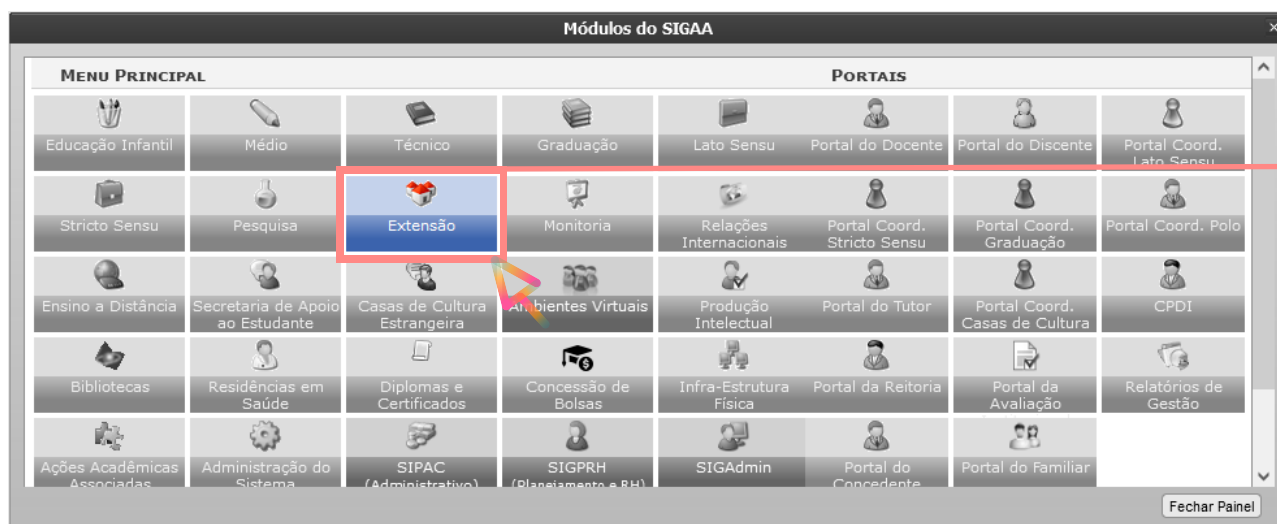 Módulos do SIGAA
MENU PRINCIPAL
PORTAIS
Educação Infantil
Médio
Técnico
Graduação
Lato Sensu
Portal do Docente
Portal do Discente
Portal Coord.
Lato Sensu
Stricto Sensu
Pesquisa
Extensão
Monitoria
Relações
Internacionais
Portal Coord.
Stricto Sensu
Portal Coord.
Graduação
Portal Coord. Polo
Ensino a Distância
Secretaria de Apoio
ao Estudante
Casas de Cultura
Estrangeira
Ambientes Virtuais
Produção
Intelectual
Portal do Tutor
Portal Coord.
Casas de Cultura
CPDI
Bibliotecas
Residências em
Saúde
Diplomas e
Certificados
Concessão de
Bolsas
Infra-Estrutura
Física
Portal da Reitoria
Portal da
Avaliação
Relatórios de
Gestão
Ações Acadêmicas
Associadas
Administração do
Sistema
SIPAC
(Administrativo)
SIGPRH
(Planejamento e RH)
SIGAdmin
Portal do
Concedente
Portal do Familiar
Fechar Painel